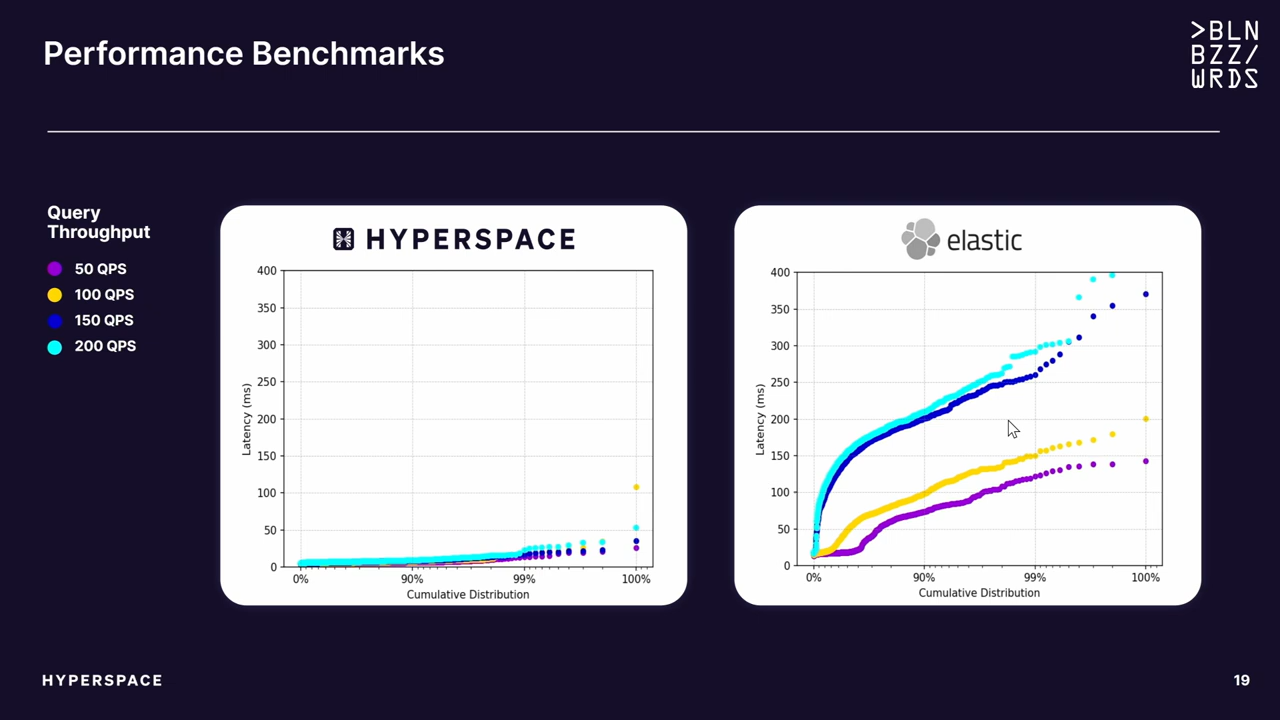 Performance Benchmarks
>BLN
BZZ/
WRDS
Query
Throughput
50 QPS
100 QPS
150 QPS
200 QPS
HYPERSPACE
400
350
300
250
200
150
100
50
0
Latency (ms)
0% 90% 99% 100%
Cumulative Distribution
elastic
400
350
300
250
200
150
100
50
0
Latency (ms)
0% 90% 99% 100%
Cumulative Distribution
HYPERSPACE
19